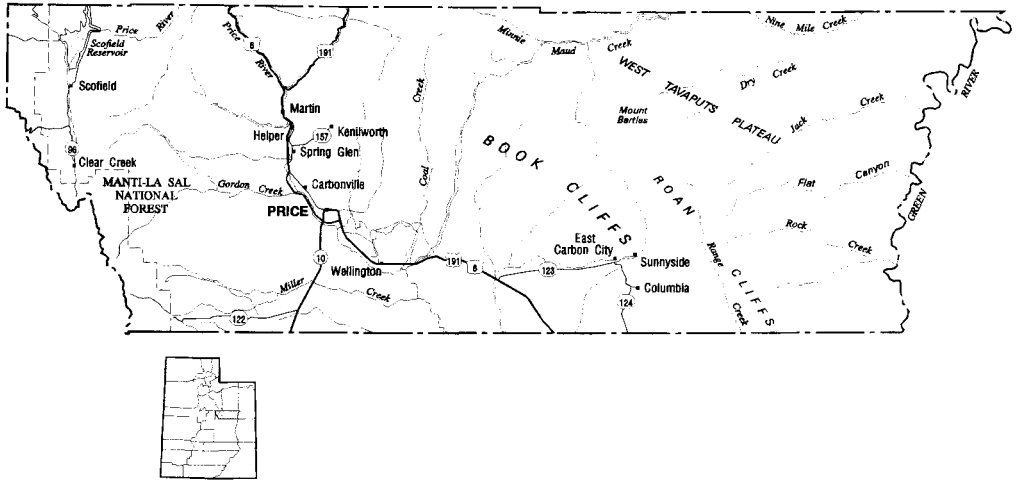 Price River
Scofield Reservoir
Scofield
96
Clear Creek
MANTI-LA SAL
NATIONAL
FOREST
Price River
6
191
Martin
Helper
157
Kenilworth
Spring Glen
Carbonville
Gordon Creek
PRICE
10
Wellington
Miller Creek
122
Coal Creek
191
6
123
124
East
Carbon City
Sunnyside
Columbia
BOOK CLIFFS
ROAN CLIFFS
Range Creek
Minnie Maud Creek
Nine Mile Creek
WEST TAVAPUTS PLATEAU
Dry Creek
Mount
Bartles
Jack Creek
Flat Canyon
Rock Creek
GREEN RIVER